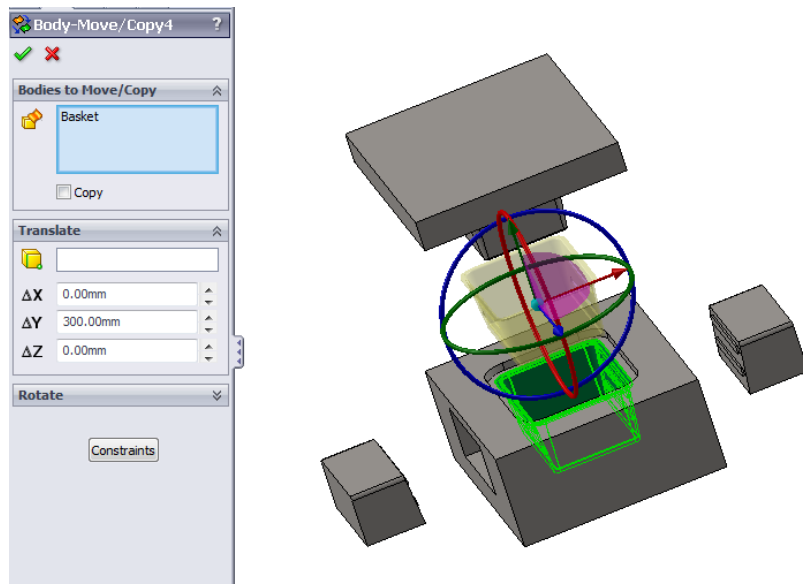 Body-Move/Copy4 ?
Bodies to Move/Copy
Basket
Copy
Translate
ΔX 0.00mm
ΔY 300.00mm
ΔZ 0.00mm
Rotate
Constraints